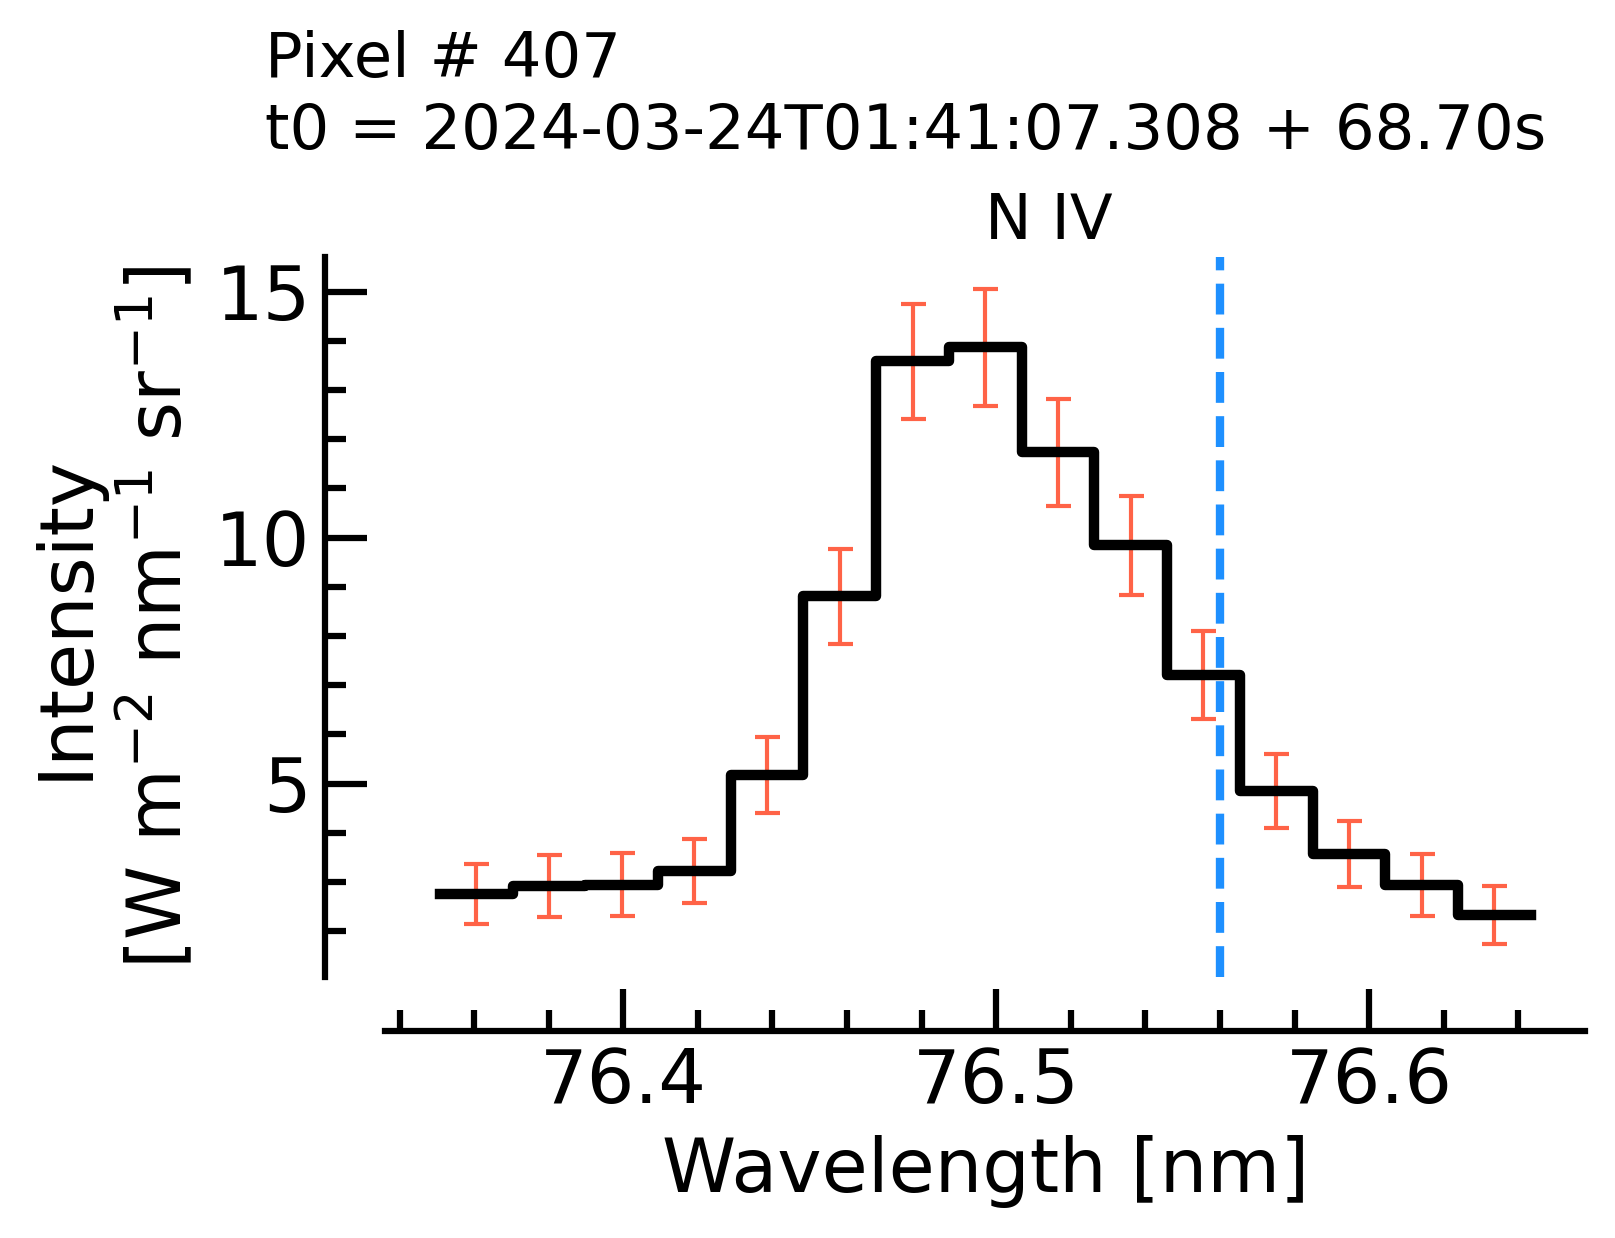 Pixel # 407
t0 = 2024-03-24T01:41:07.308 + 68.70s
N IV
Intensity
[W m⁻² nm⁻¹ sr⁻¹]
15
10
5
76.4 76.5 76.6
Wavelength [nm]